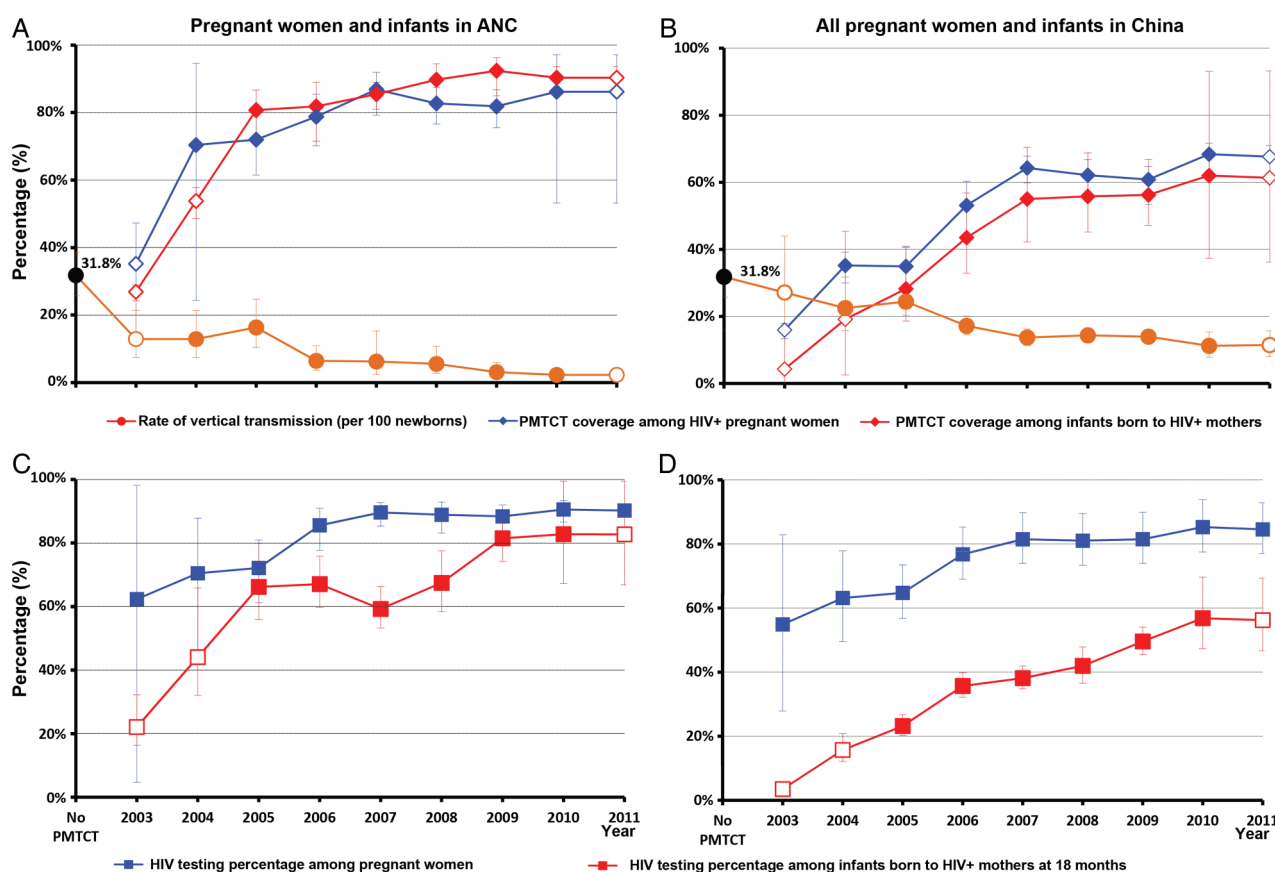 A
Pregnant women and infants in ANC
B
All pregnant women and infants in China
Percentage (%)
100%
80%
60%
40%
20%
0%
31.8%
100%
80%
60%
40%
20%
0%
31.8%
Rate of vertical transmission (per 100 newborns)
PMTCT coverage among HIV+ pregnant women
PMTCT coverage among infants born to HIV+ mothers
C
D
Percentage (%)
100%
80%
60%
40%
20%
0%
No PMTCT 2003 2004 2005 2006 2007 2008 2009 2010 2011
Year
100%
80%
60%
40%
20%
0%
No PMTCT 2003 2004 2005 2006 2007 2008 2009 2010 2011
Year
HIV testing percentage among pregnant women
HIV testing percentage among infants born to HIV+ mothers at 18 months